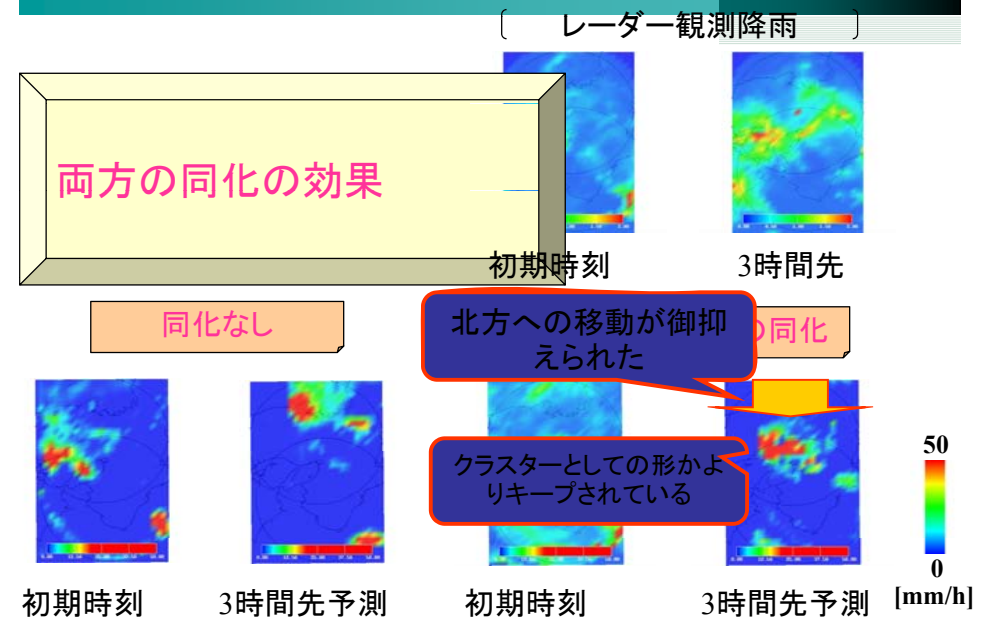 〔 レーダー観測降雨 〕
両方の同化の効果
初期時刻
3時間先
同化なし
の同化
北方への移動が御抑
えられた
クラスターとしての形がよ
りキープされている
初期時刻
3時間先予測
初期時刻
3時間先予測
50
0
[mm/h]